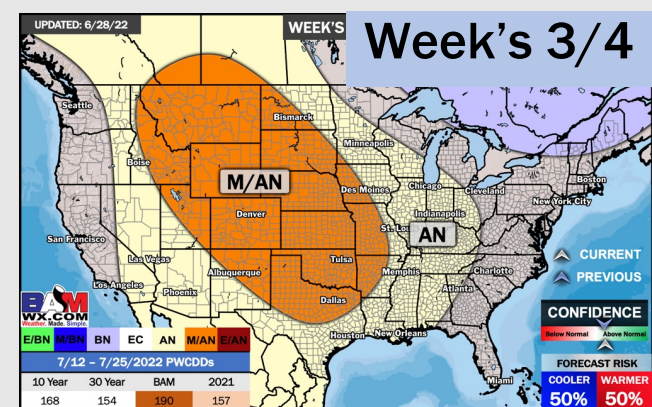 UPDATED: 6/28/22
WEEK'S
Week's 3/4
Seattle
Bismarck
Minneapolis
Boise
M/AN
Boston
Des Moines
Chicago
Cleveland
New York City
Denver
Indianapolis
St. Lou
AN
San Francisco
Las Vegas
Albuquerque
Tulsa
Memphis
Charlotte
CURRENT
PREVIOUS
Los Angeles
Phoenix
Atlanta
Dallas
BAM
WX.COM
Weather. Made. Simple.
Houston
New Orleans
Miami
CONFIDENCE
Below Normal
Above Normal
E/BN M/BN BN EC AN M/AN E/AN
7/12 – 7/25/2022 PWCDDs
10 Year 30 Year BAM 2021
168 154 190 157
FORECAST RISK
COOLER WARMER
50% 50%